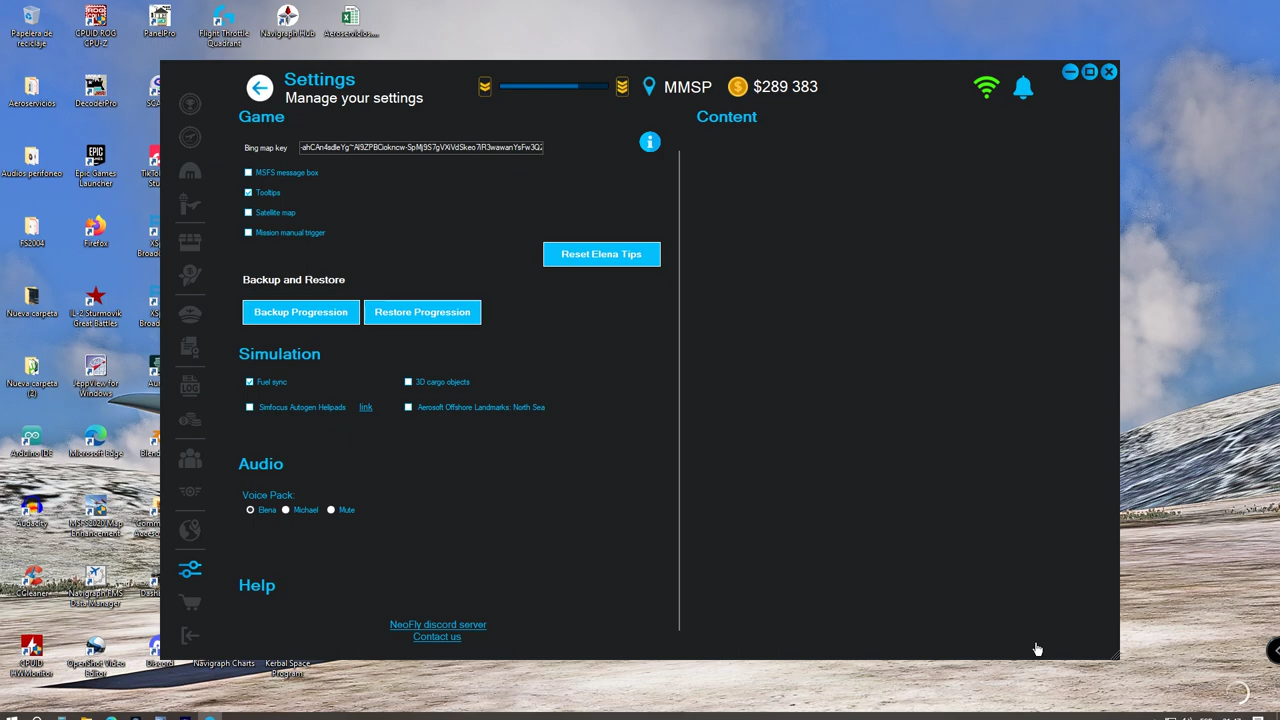 Papelera de reciclaje
CPUID ROG CPU-Z
PanelPro
Flight Throttle Quadrant
Navigraph Hub
Aeroservicios....
Settings
Manage your settings
MMSP
$289 383
Game
Content
Bing map key
MSFS message box
Tooltips
Satellite map
Mission manual trigger
Reset Elena Tips
Backup and Restore
Backup Progression
Restore Progression
Simulation
Fuel sync
3D cargo objects
Simfocus Autogen Helipads
link
Aerosoft Offshore Landmarks: North Sea
Audio
Voice Pack:
Elena
Michael
Mute
Help
NeoFly discord server
Contact us
LOG
Aeroservicios
DecoderPro
Audios perifoneo
Epic Games Launcher
FS2004
Firefox
Nueva carpeta
IL-2 Sturmovik Great Battles
Nueva carpeta (2)
JeppView for Windows
Arduino IDE
Microsoft Edge
Audacity
MSFS2020 Map Enhancement
CCleaner
Navigraph FMS Data Manager
CPUID HWMonitor
OpenShot Video Editor
Discord
Navigraph Charts
Kerbal Space Program